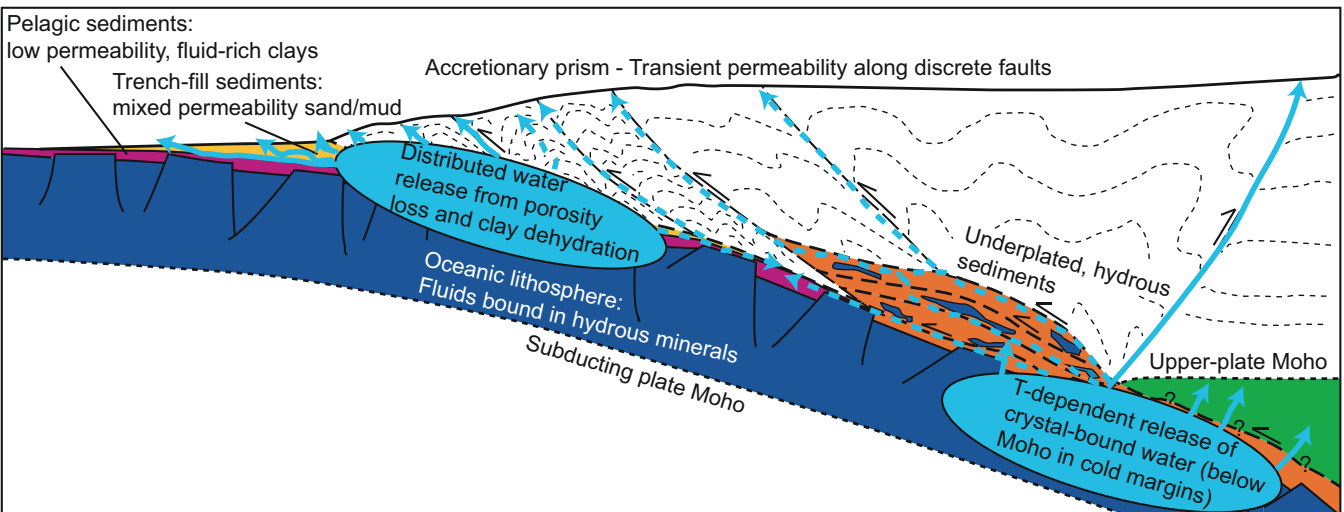 Pelagic sediments:
low permeability, fluid-rich clays
Trench-fill sediments:
mixed permeability sand/mud
Accretionary prism - Transient permeability along discrete faults
Distributed water
release from porosity
loss and clay dehydration
Oceanic lithosphere:
Fluids bound in hydrous minerals
Subducting plate Moho
Underplated, hydrous
sediments
Upper-plate Moho
T-dependent release of
crystal-bound water (below
Moho in cold margins)
?
?
?